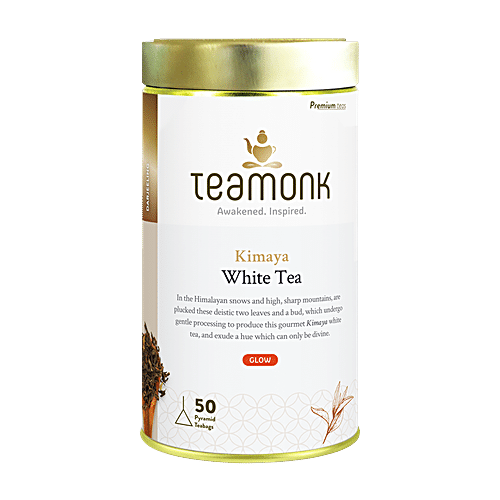 Premium teas
DARJEELING
teamonk
Awakened. Inspired.
Kimaya
White Tea
In the Himalayan snows and high, sharp mountains, are
plucked these deistic two leaves and a bud, which undergo
gentle processing to produce this gourmet Kimaya white
tea, and exude a hue which can only be divine.
GLOW
50
Pyramid
Teabags